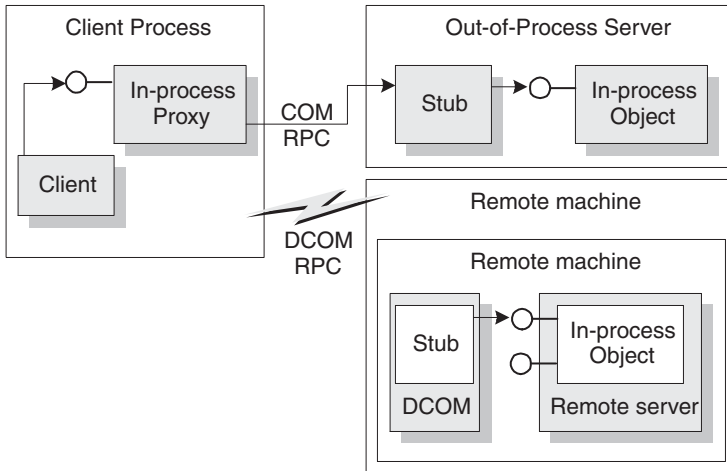 Client Process
In-process
Proxy
Client
COM
RPC
Out-of-Process Server
Stub
In-process
Object
DCOM
RPC
Remote machine
Remote machine
Stub
DCOM
In-process
Object
Remote server